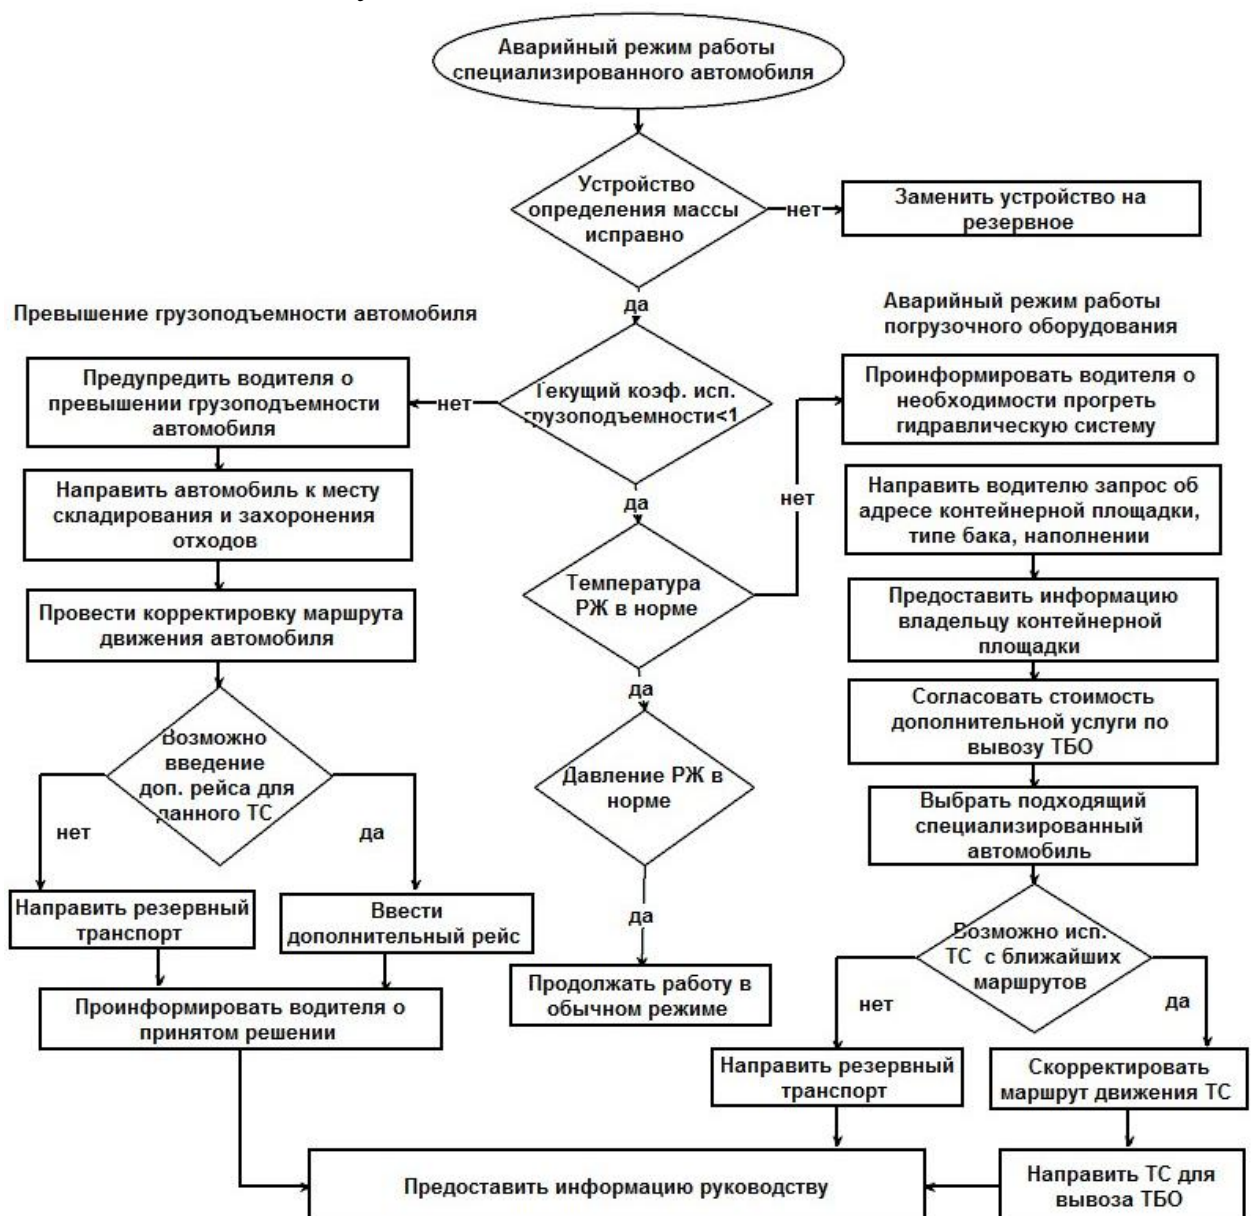 Аварийный режим работы
специализированного автомобиля
Устройство
определения массы
исправно
нет
Заменить устройство на
резервное
да
Превышение грузоподъемности автомобиля
Аварийный режим работы
погрузочного оборудования
Предупредить водителя о
превышении грузоподъемности
автомобиля
нет
Текущий коэф. исп.
грузоподъемности<1
Проинформировать водителя о
необходимости прогреть
гидравлическую систему
Направить автомобиль к месту
складирования и захоронения
отходов
да
нет
Направить водителю запрос об
адресе контейнерной площадки,
типе бака, наполнении
Провести корректировку маршрута
движения автомобиля
Температура
РЖ в норме
Предоставить информацию
владельцу контейнерной
площадки
да
Согласовать стоимость
дополнительной услуги по
вывозу ТБО
Возможно
введение
доп. рейса для
данного ТС
нет
да
Давление РЖ в
норме
Выбрать подходящий
специализированный
автомобиль
Направить резервный
транспорт
Ввести
дополнительный рейс
да
Возможно исп.
ТС с ближайших
маршрутов
нет
да
Проинформировать водителя о
принятом решении
Продолжать работу в
обычном режиме
Направить резервный
транспорт
Скорректировать
маршрут движения ТС
Предоставить информацию руководству
Направить ТС для
вывоза ТБО